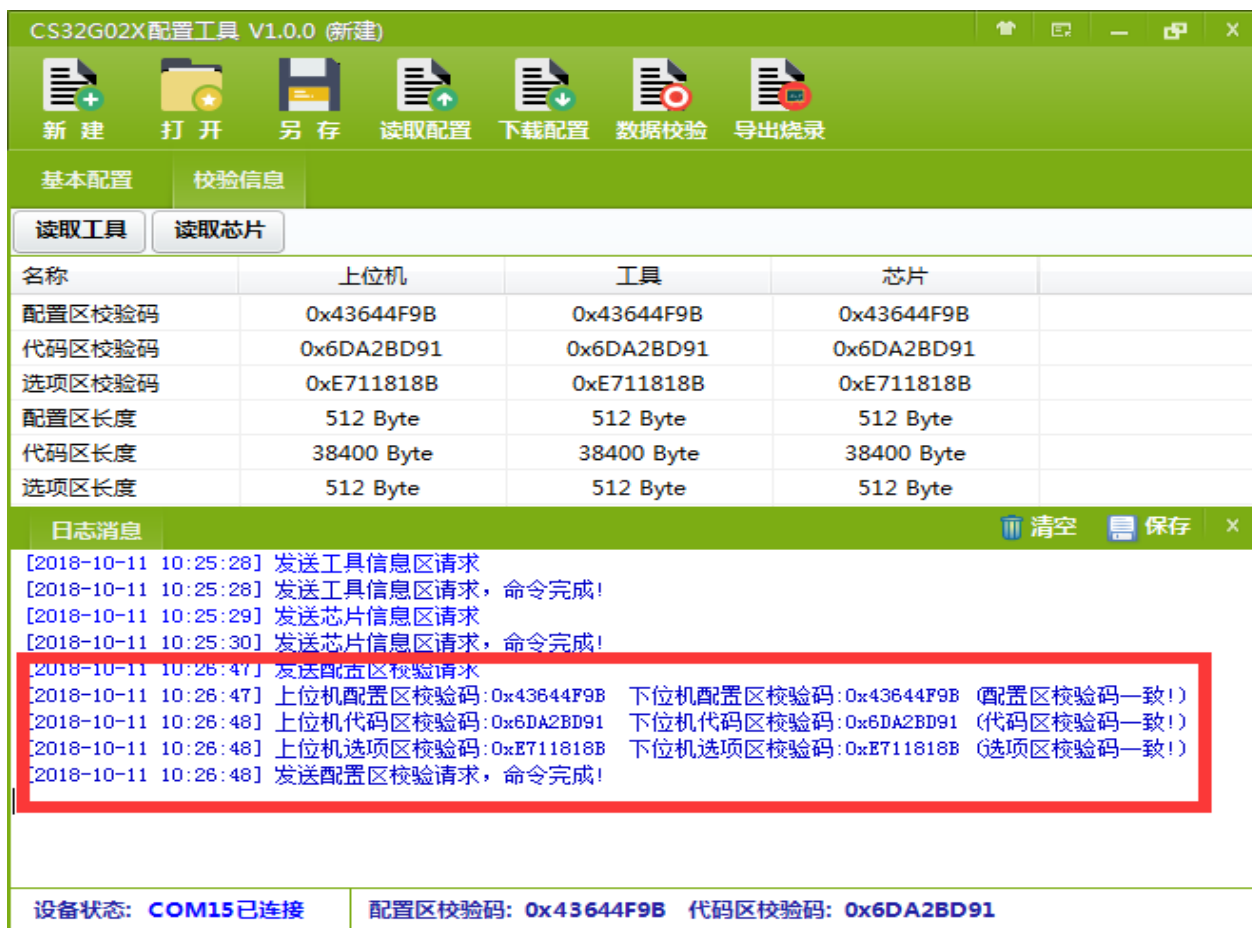 CS32G02X配置工具 V1.0.0 (新建)
新 建 打 开 另 存 读取配置 下载配置 数据校验 导出烧录
基本配置 校验信息
读取工具 读取芯片
名称 上位机 工具 芯片
配置区校验码 0x43644F9B 0x43644F9B 0x43644F9B
代码区校验码 0x6DA2BD91 0x6DA2BD91 0x6DA2BD91
选项区校验码 0xE711818B 0xE711818B 0xE711818B
配置区长度 512 Byte 512 Byte 512 Byte
代码区长度 38400 Byte 38400 Byte 38400 Byte
选项区长度 512 Byte 512 Byte 512 Byte
日志消息 清空 保存
[2018-10-11 10:25:28] 发送工具信息区请求
[2018-10-11 10:25:28] 发送工具信息区请求，命令完成!
[2018-10-11 10:25:29] 发送芯片信息区请求
[2018-10-11 10:25:30] 发送芯片信息区请求，命令完成!
[2018-10-11 10:26:47] 发送配置区校验请求
[2018-10-11 10:26:47] 上位机配置区校验码:0x43644F9B 下位机配置区校验码:0x43644F9B (配置区校验码一致!)
[2018-10-11 10:26:48] 上位机代码区校验码:0x6DA2BD91 下位机代码区校验码:0x6DA2BD91 (代码区校验码一致!)
[2018-10-11 10:26:48] 上位机选项区校验码:0xE711818B 下位机选项区校验码:0xE711818B (选项区校验码一致!)
[2018-10-11 10:26:48] 发送配置区校验请求，命令完成!
设备状态: COM15已连接 配置区校验码: 0x43644F9B 代码区校验码: 0x6DA2BD91